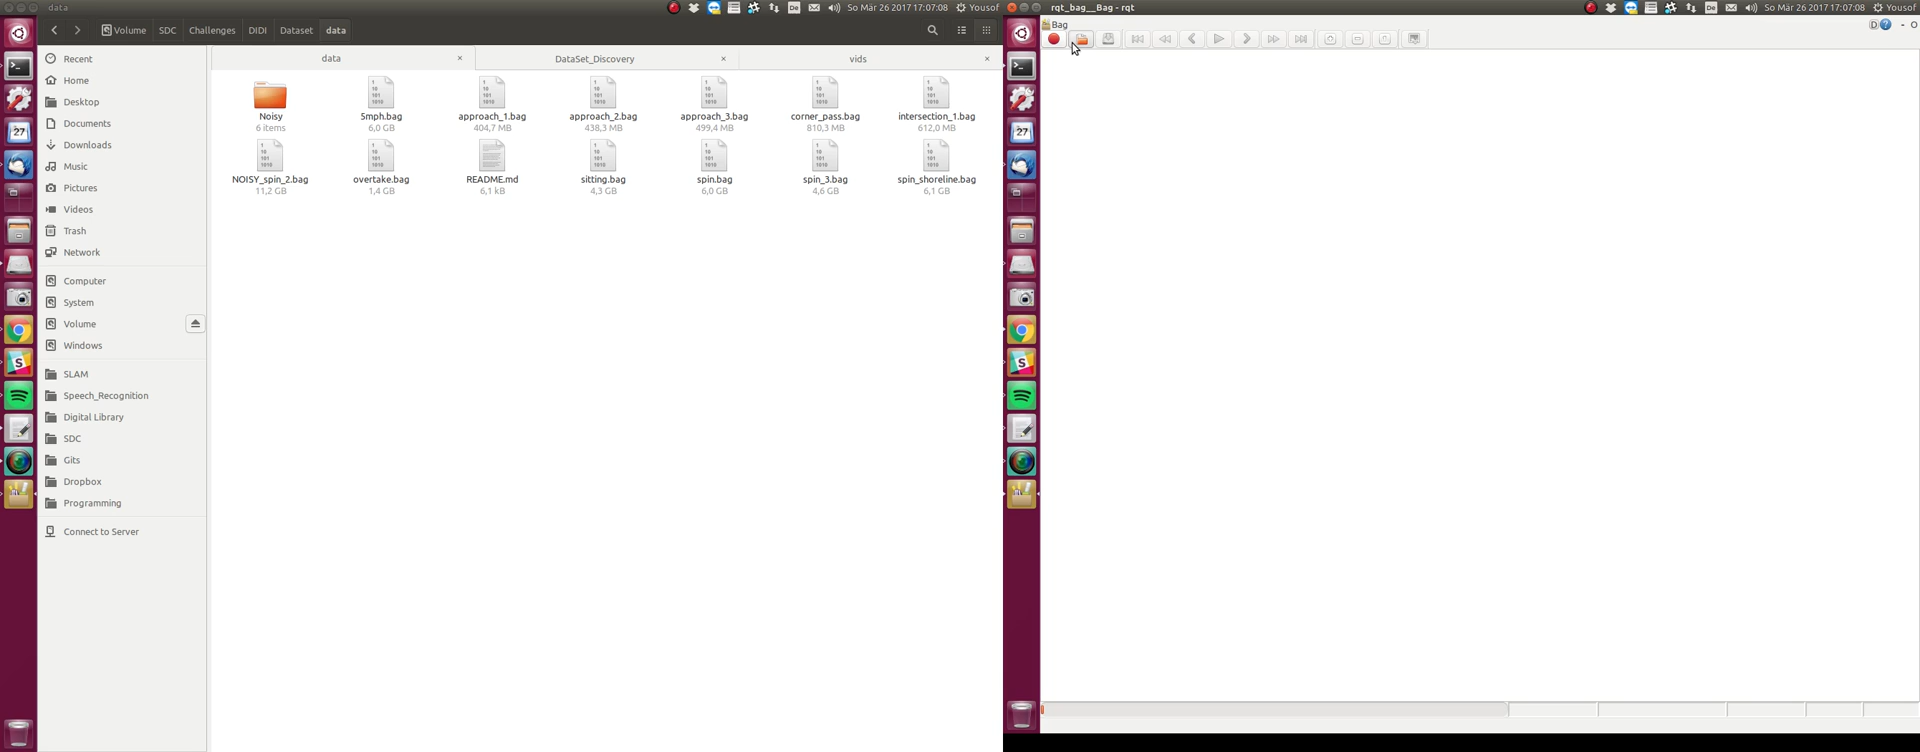 data
De
So Mär 26 2017 17:07:08
Yousof
Volume
SDC
Challenges
DIDI
Dataset
data
Recent
Home
Desktop
Documents
Downloads
Music
Pictures
Videos
Trash
Network
Computer
System
Volume
Windows
SLAM
Speech_Recognition
Digital Library
SDC
Gits
Dropbox
Programming
Connect to Server
data
DataSet_Discovery
vids
Noisy
6 items
5mph.bag
6,0 GB
approach_1.bag
404,7 MB
approach_2.bag
438,3 MB
approach_3.bag
499,4 MB
corner_pass.bag
810,3 MB
intersection_1.bag
612,0 MB
NOISY_spin_2.bag
11,2 GB
overtake.bag
1,4 GB
README.md
6,1 kB
sitting.bag
4,3 GB
spin.bag
6,0 GB
spin_3.bag
4,6 GB
spin_shoreline.bag
6,1 GB
27
S
rqt_bag__Bag - rqt
De
So Mär 26 2017 17:07:08
Yousof
Bag
D
27
S